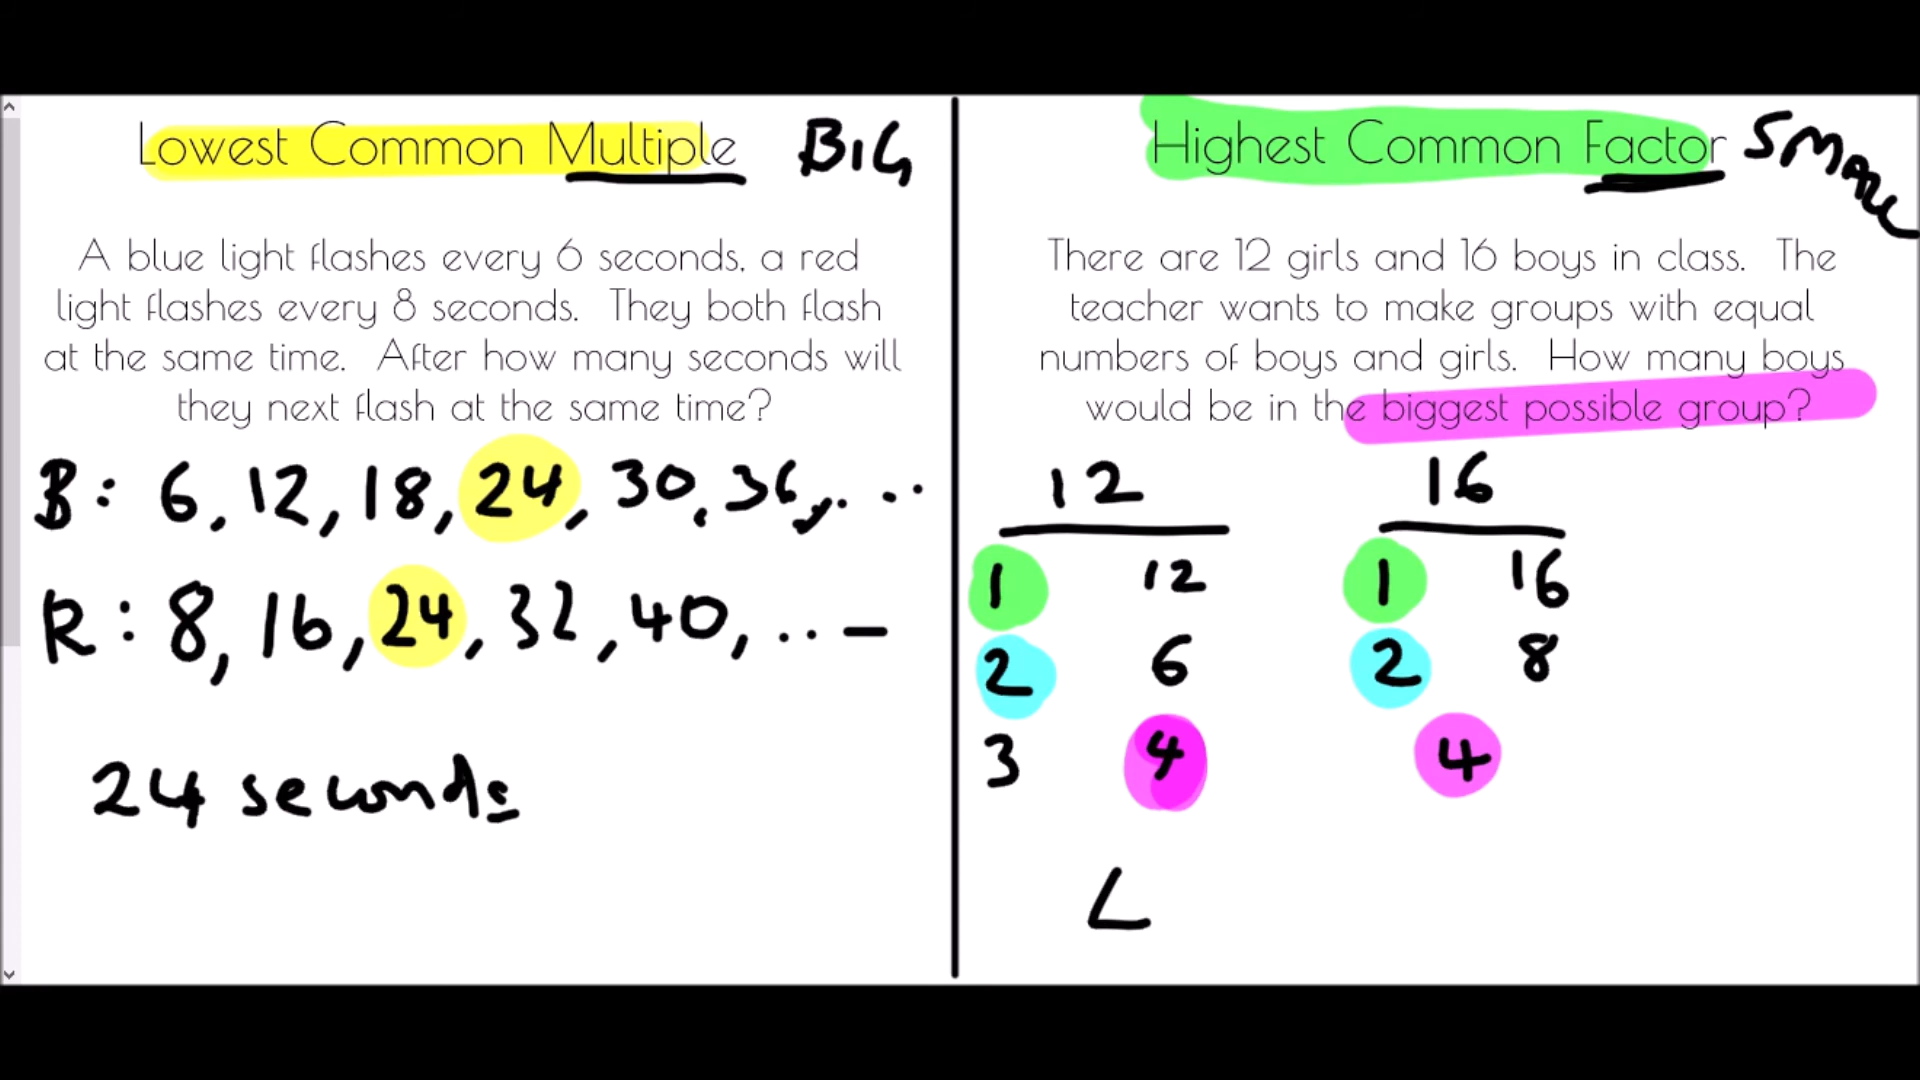 Lowest Common Multiple BIG
A blue light flashes every 6 seconds, a red
light flashes every 8 seconds. They both flash
at the same time. After how many seconds will
they next flash at the same time?
B: 6, 12, 18, 24, 30, 36, ...
R: 8, 16, 24, 32, 40, ...
24 seconds
Highest Common Factor SMALL
There are 12 girls and 16 boys in class. The
teacher wants to make groups with equal
numbers of boys and girls. How many boys
would be in the biggest possible group?
12 16
1 12 1 16
2 6 2 8
3 4 4
L